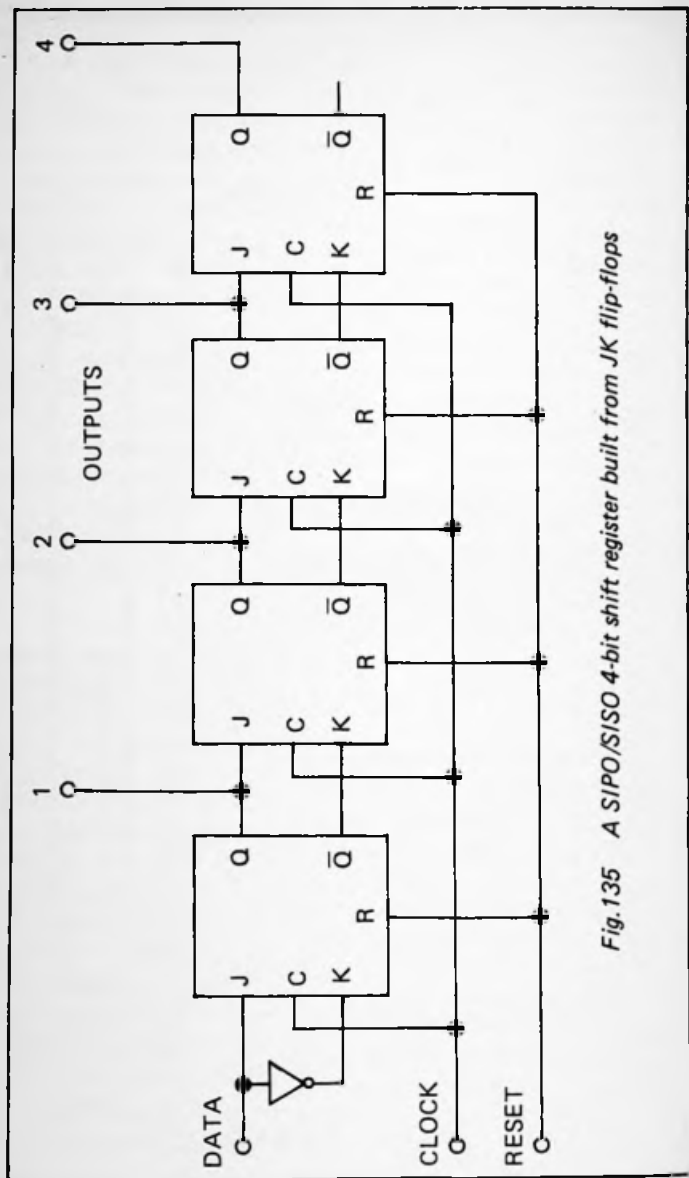 OUTPUTS
1 2 3 4
J Q J Q J Q J Q
C C C C
K Q̅ K Q̅ K Q̅ K Q̅
R R R R
DATA
CLOCK
RESET
Fig.135 A SIPO/SISO 4-bit shift register built from JK flip-flops